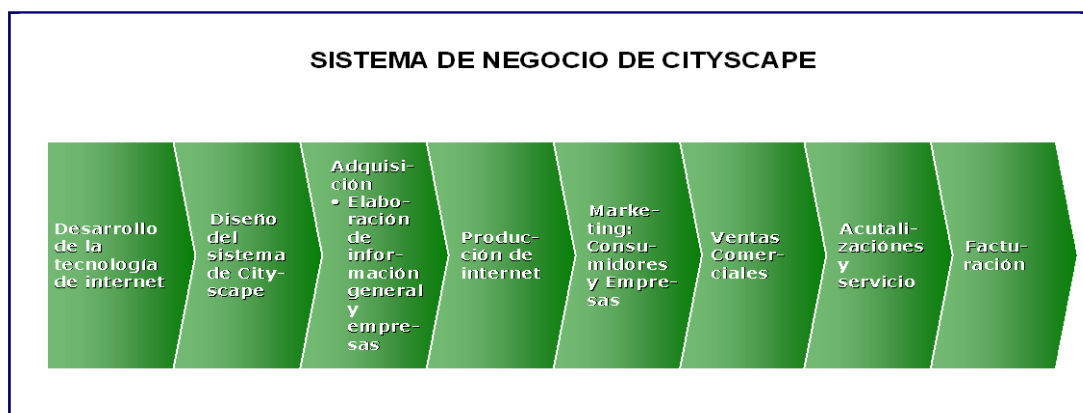 SISTEMA DE NEGOCIO DE CITYSCAPE
Desarrollo
de la
tecnología
de internet
Diseño
del
sistema
de City-
scape
Adquisi-
ción
• Elabo-
ración
de
infor-
mación
general
y
empre-
sas
Produc-
ción de
internet
Marke-
ting:
Consu-
midores
y Empre-
sas
Ventas
Comer-
ciales
Acutali-
zaciónes
y
servicio
Factu-
ración